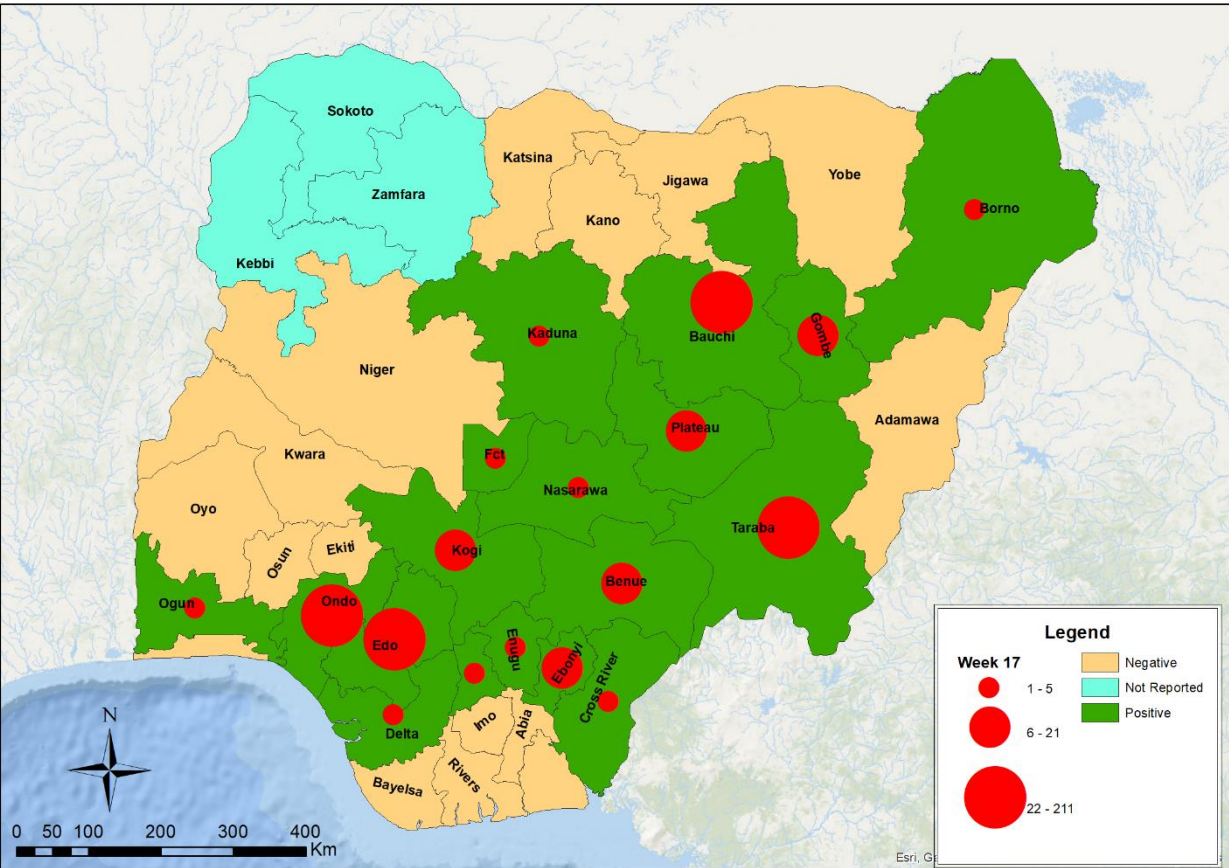 Sokoto
Katsina
Jigawa
Yobe
Zamfara
Kano
Borno
Kebbi
Gombe
Kaduna
Bauchi
Niger
Adamawa
Plateau
Kwara
Fct
Nasarawa
Oyo
Taraba
Ekiti
Osun
Kogi
Benue
Ogun
Ondo
Edo
Enugu
Ebonyi
Cross River
Delta
Imo
Abia
Rivers
Bayelsa
N
0 50 100 200 300 400
Km
Legend
Week 17
1 - 5
6 - 21
22 - 211
Negative
Not Reported
Positive
Esri, G